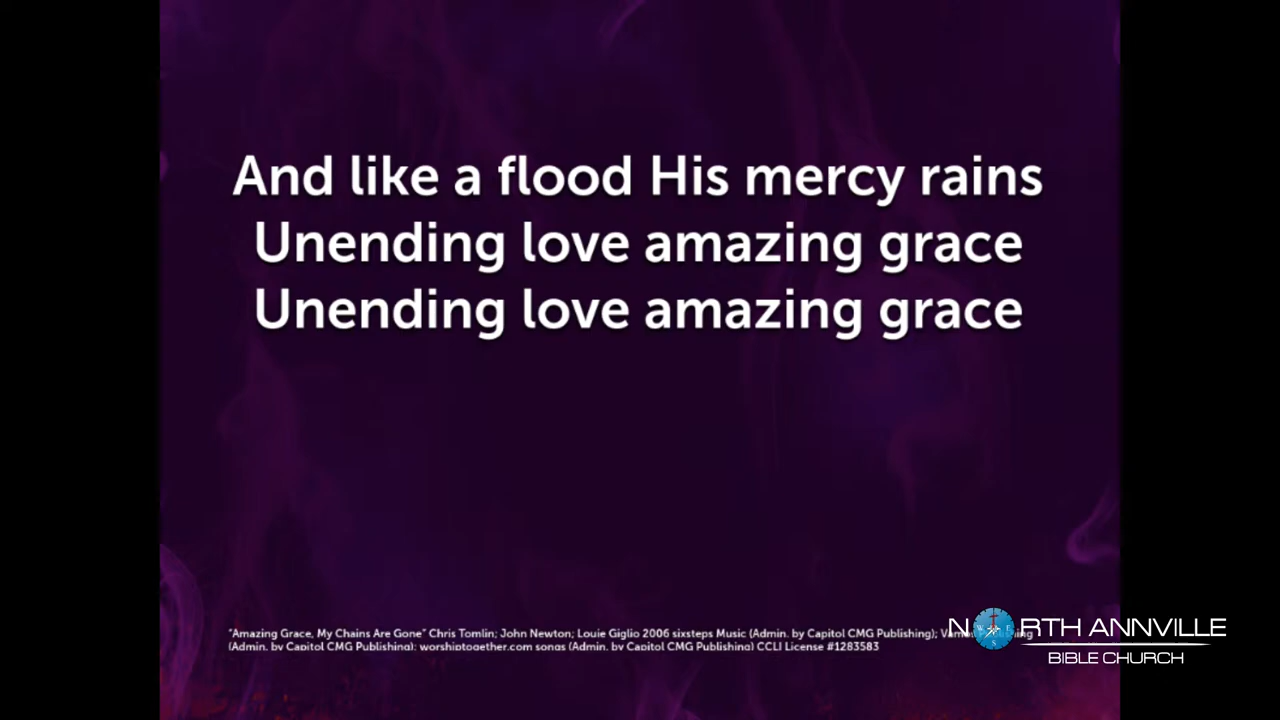 And like a flood His mercy rains
Unending love amazing grace
Unending love amazing grace
"Amazing Grace, My Chains Are Gone" Chris Tomlin; John Newton; Louie Giglio 2006 sixsteps Music (Admin. by Capitol CMG Publishing);
(Admin. by Capitol CMG Publishing); worshiptogether.com songs (Admin. by Capitol CMG Publishing) CCLI License #1283583
NORTH ANNVILLE
BIBLE CHURCH